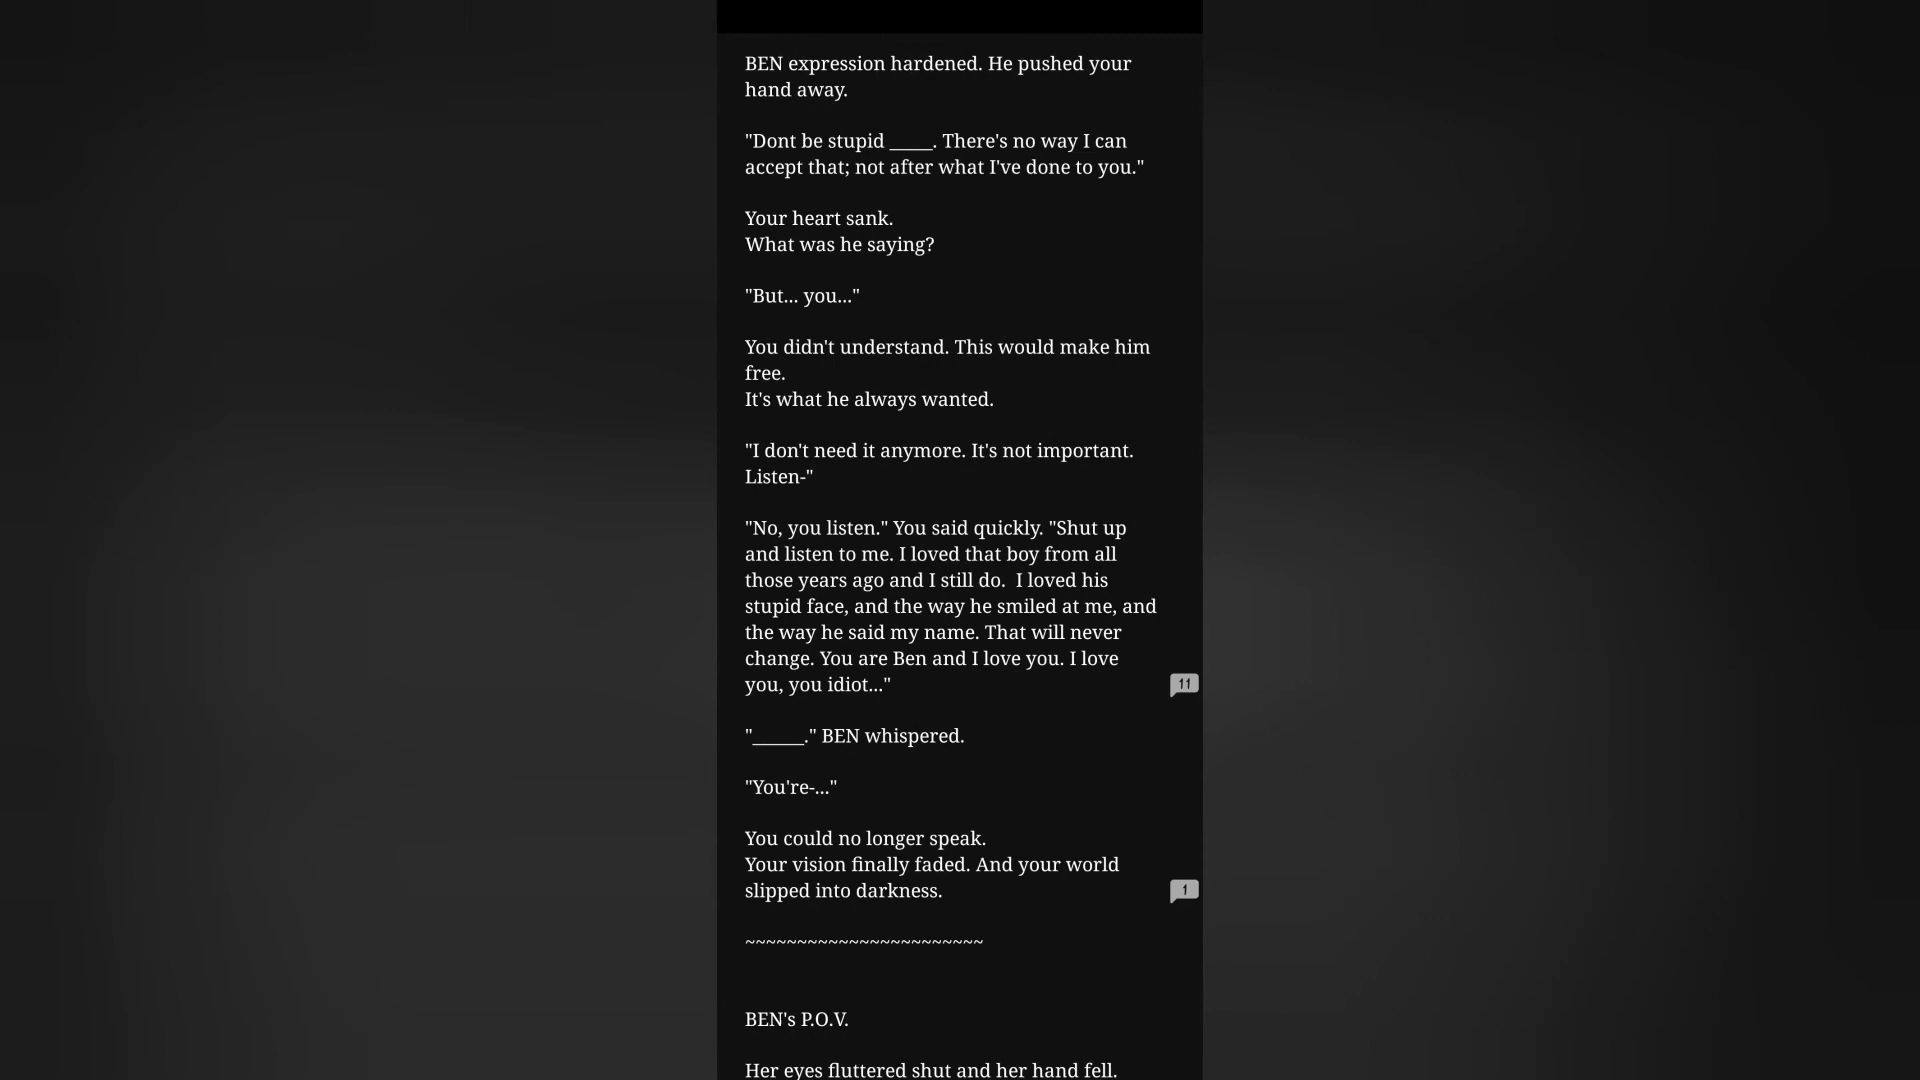 BEN expression hardened. He pushed your
hand away.
"Dont be stupid _____. There's no way I can
accept that; not after what I've done to you."
Your heart sank.
What was he saying?
"But... you..."
You didn't understand. This would make him
free.
It's what he always wanted.
"I don't need it anymore. It's not important.
Listen-"
"No, you listen." You said quickly. "Shut up
and listen to me. I loved that boy from all
those years ago and I still do.  I loved his
stupid face, and the way he smiled at me, and
the way he said my name. That will never
change. You are Ben and I love you. I love
you, you idiot..."
11
"______." BEN whispered.
"You're-..."
You could no longer speak.
Your vision finally faded. And your world
slipped into darkness.
1
~~~~~~~~~~~~~~~~~~~~~~~
BEN's P.O.V.
Her eyes fluttered shut and her hand fell.